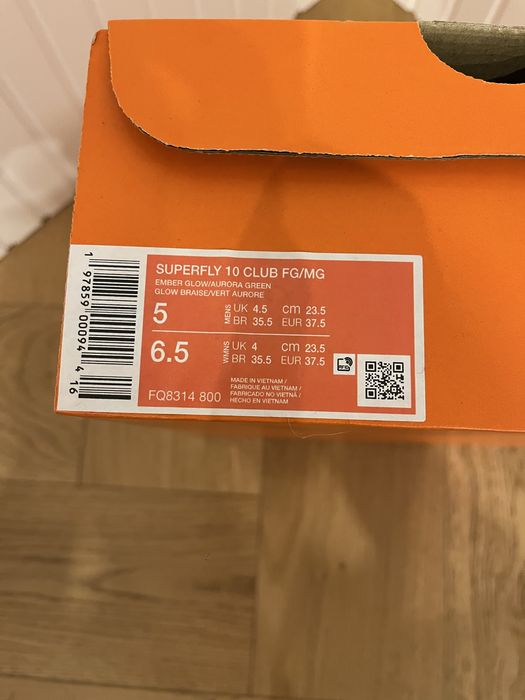 SUPERFLY 10 CLUB FG/MG
EMBER GLOW/AURORA GREEN
GLOW BRAISE/VERT AURORE
5 MENS UK 4.5 cm 23.5
BR 35.5 EUR 37.5
6.5 WMNS UK 4 cm 23.5
BR 35.5 EUR 37.5
FQ8314 800
MADE IN VIETNAM /
FABRIQUE AU VIETNAM /
FABRICADO NO VIETNÃ /
HECHO EN VIETNAM
1 97859 00094 4 16